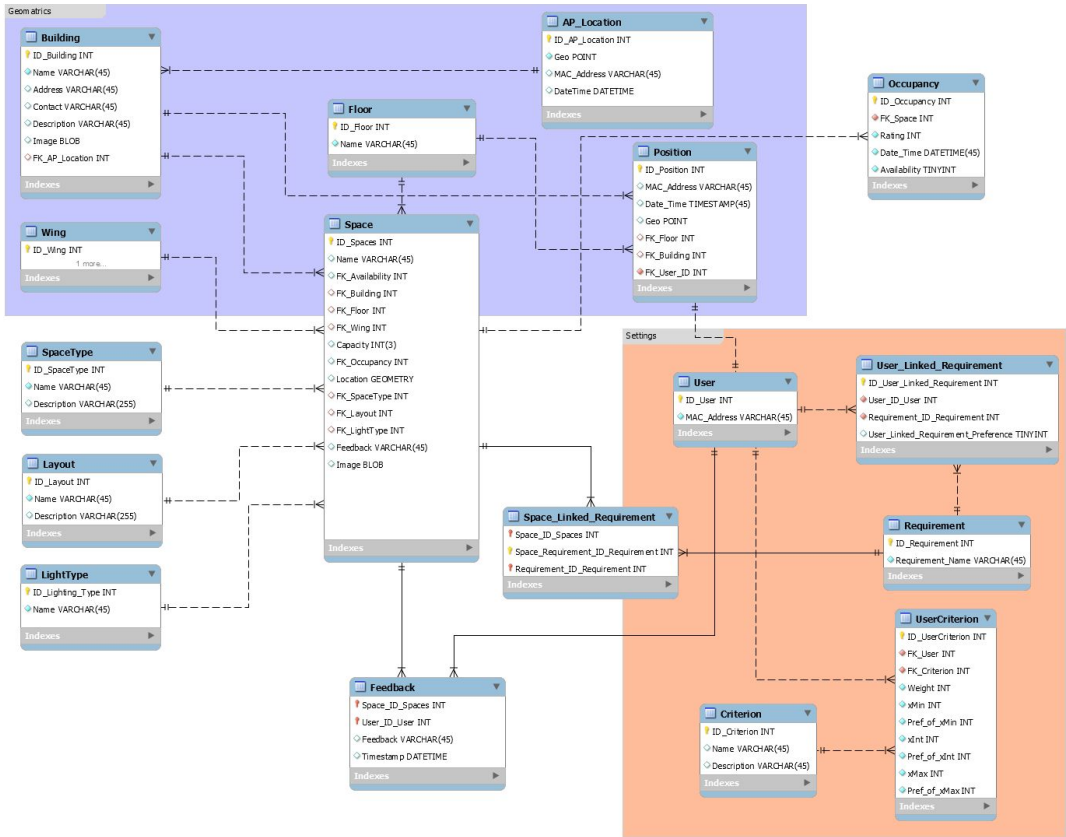 Geomatrics
Building
ID_Building INT
Name VARCHAR(45)
Address VARCHAR(45)
Contact VARCHAR(45)
Description VARCHAR(45)
Image BLOB
FK_AP_Location INT
Indexes
AP_Location
ID_AP_Location INT
Geo POINT
MAC_Address VARCHAR(45)
DateTime DATETIME
Indexes
Floor
ID_Floor INT
Name VARCHAR(45)
Indexes
Occupancy
ID_Occupancy INT
FK_Space INT
Rating INT
Date_Time DATETIME(45)
Availability TINYINT
Indexes
Position
ID_Position INT
MAC_Address VARCHAR(45)
Date_Time TIMESTAMP(45)
Geo POINT
FK_Floor INT
FK_Building INT
FK_User_ID INT
Indexes
Wing
ID_Wing INT
1 more...
Indexes
Space
ID_Spaces INT
Name VARCHAR(45)
FK_Availability INT
FK_Building INT
FK_Floor INT
FK_Wing INT
Capacity INT(3)
FK_Occupancy INT
Location GEOMETRY
FK_SpaceType INT
FK_Layout INT
FK_LightType INT
Feedback VARCHAR(45)
Image BLOB
Indexes
SpaceType
ID_SpaceType INT
Name VARCHAR(45)
Description VARCHAR(255)
Indexes
Layout
ID_Layout INT
Name VARCHAR(45)
Description VARCHAR(255)
Indexes
LightType
ID_Lighting_Type INT
Name VARCHAR(45)
Indexes
Settings
User
ID_User INT
MAC_Address VARCHAR(45)
Indexes
User_Linked_Requirement
ID_User_Linked_Requirement INT
User_ID_User INT
Requirement_ID_Requirement INT
User_Linked_Requirement_Preference TINYINT
Indexes
Space_Linked_Requirement
Space_ID_Spaces INT
Space_Requirement_ID_Requirement INT
Requirement_ID_Requirement INT
Indexes
Requirement
ID_Requirement INT
Requirement_Name VARCHAR(45)
Indexes
UserCriterion
ID_UserCriterion INT
FK_User INT
FK_Criterion INT
Weight INT
xMin INT
Pref_of_xMin INT
xInt INT
Pref_of_xInt INT
xMax INT
Pref_of_xMax INT
Indexes
Feedback
Space_ID_Spaces INT
User_ID_User INT
Feedback VARCHAR(45)
Timestamp DATETIME
Indexes
Criterion
ID_Criterion INT
Name VARCHAR(45)
Description VARCHAR(45)
Indexes